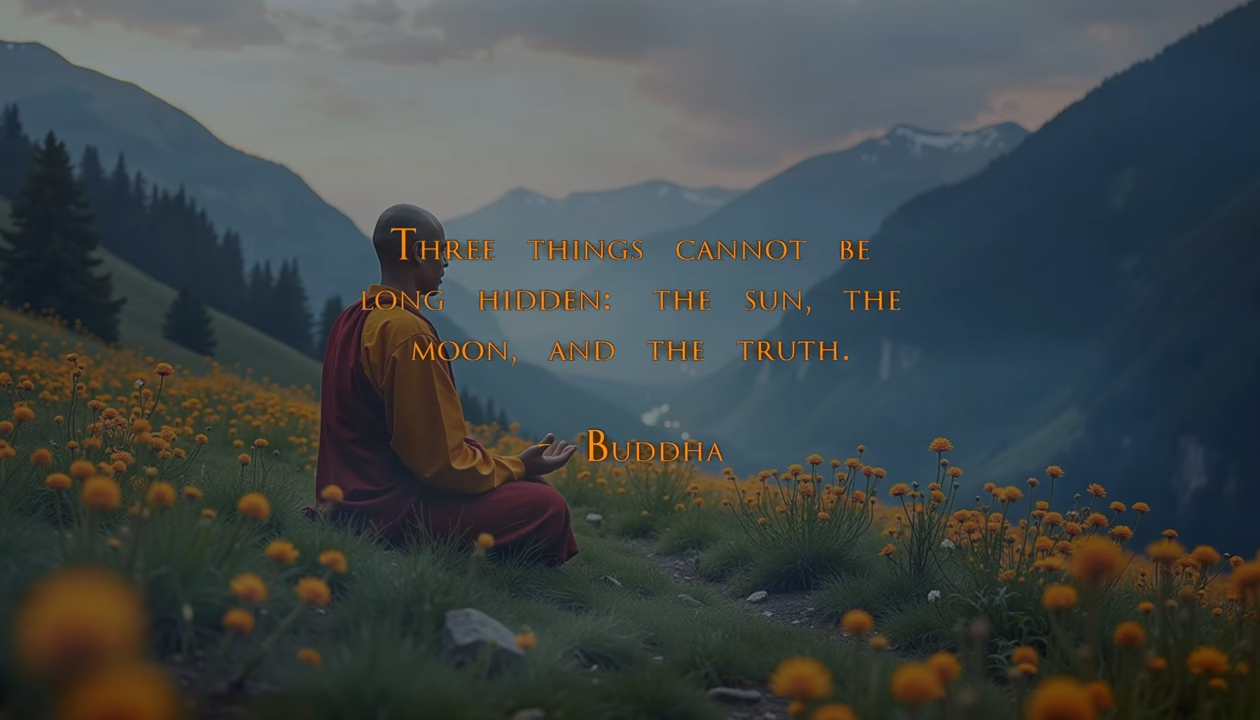 Three things cannot be
long hidden: the sun, the
moon, and the truth.
Buddha